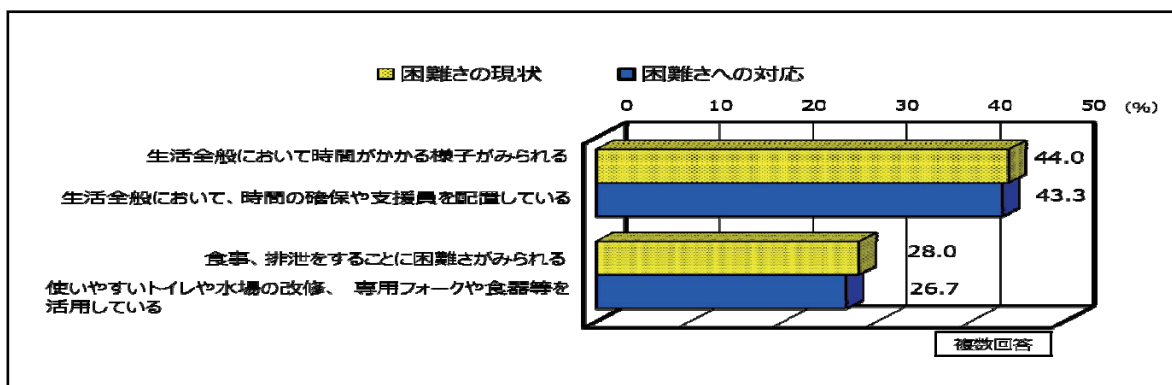 困難さの現状 困難さへの対応
0 10 20 30 40 50 (%)
生活全般において時間がかかる様子がみられる 44.0
生活全般において、時間の確保や支援員を配置している 43.3
食事、排泄をすることに困難さがみられる 28.0
使いやすいトイレや水場の改修、 専用フォークや食器等を 26.7
活用している
複数回答